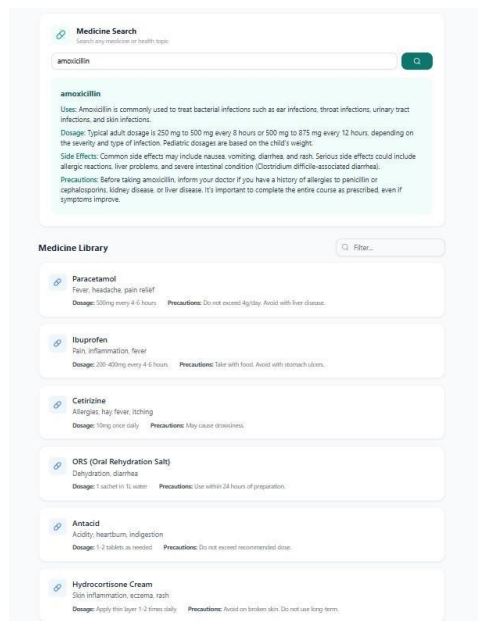 Medicine Search
Search any medicine or health topic
amoxicillin
amoxicillin
Uses: Amoxicillin is commonly used to treat bacterial infections such as ear infections, throat infections, urinary tract
infections, and skin infections.
Dosage: Typical adult dosage is 250 mg to 500 mg every 8 hours or 500 mg to 875 mg every 12 hours, depending on
the severity and type of infection. Pediatric dosages are based on the child's weight.
Side Effects: Common side effects may include nausea, vomiting, diarrhea, and rash. Serious side effects could include
allergic reactions, liver problems, and severe intestinal condition (Clostridium difficile-associated diarrhea).
Precautions: Before taking amoxicillin, inform your doctor if you have a history of allergies to penicillin or
cephalosporins, kidney disease, or liver disease. It's important to complete the entire course as prescribed, even if
symptoms improve.
Medicine Library
Filter...
Paracetamol
Fever, headache, pain relief
Dosage: 500mg every 4-6 hours Precautions: Do not exceed 4g/day. Avoid with liver disease.
Ibuprofen
Pain, inflammation, fever
Dosage: 200-400mg every 4-6 hours Precautions: Take with food. Avoid with stomach ulcers.
Cetirizine
Allergies, hay fever, itching
Dosage: 10mg once daily Precautions: May cause drowsiness.
ORS (Oral Rehydration Salt)
Dehydration, diarrhea
Dosage: 1 sachet in 1L water Precautions: Use within 24 hours of preparation.
Antacid
Acidity, heartburn, indigestion
Dosage: 1-2 tablets as needed Precautions: Do not exceed recommended dose.
Hydrocortisone Cream
Skin inflammation, eczema, rash
Dosage: Apply thin layer 1-2 times daily Precautions: Avoid on broken skin. Do not use long-term.